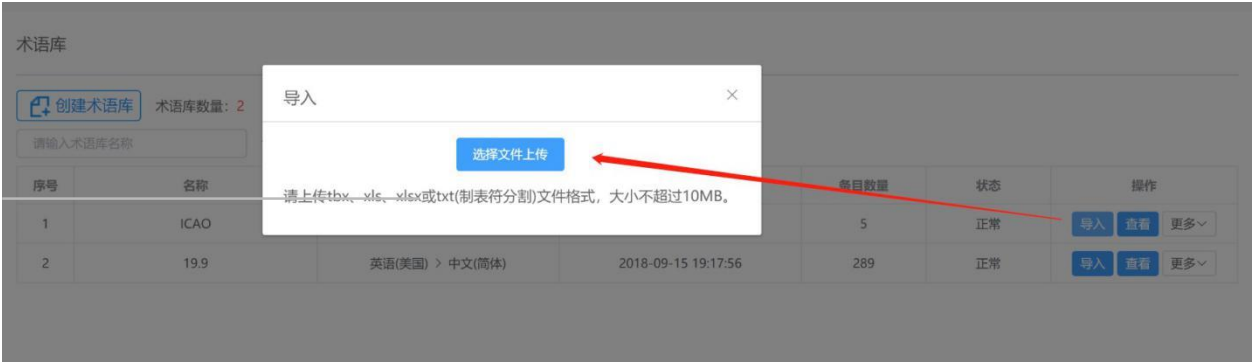 术语库
创建术语库 术语库数量：2
请输入术语库名称
导入
选择文件上传
请上传tbx、xls、xlsx或txt(制表符分割)文件格式，大小不超过10MB。
序号 名称 条目数量 状态 操作
1 ICAO 5 正常 导入 查看 更多
2 19.9 英语(美国) > 中文(简体) 2018-09-15 19:17:56 289 正常 导入 查看 更多